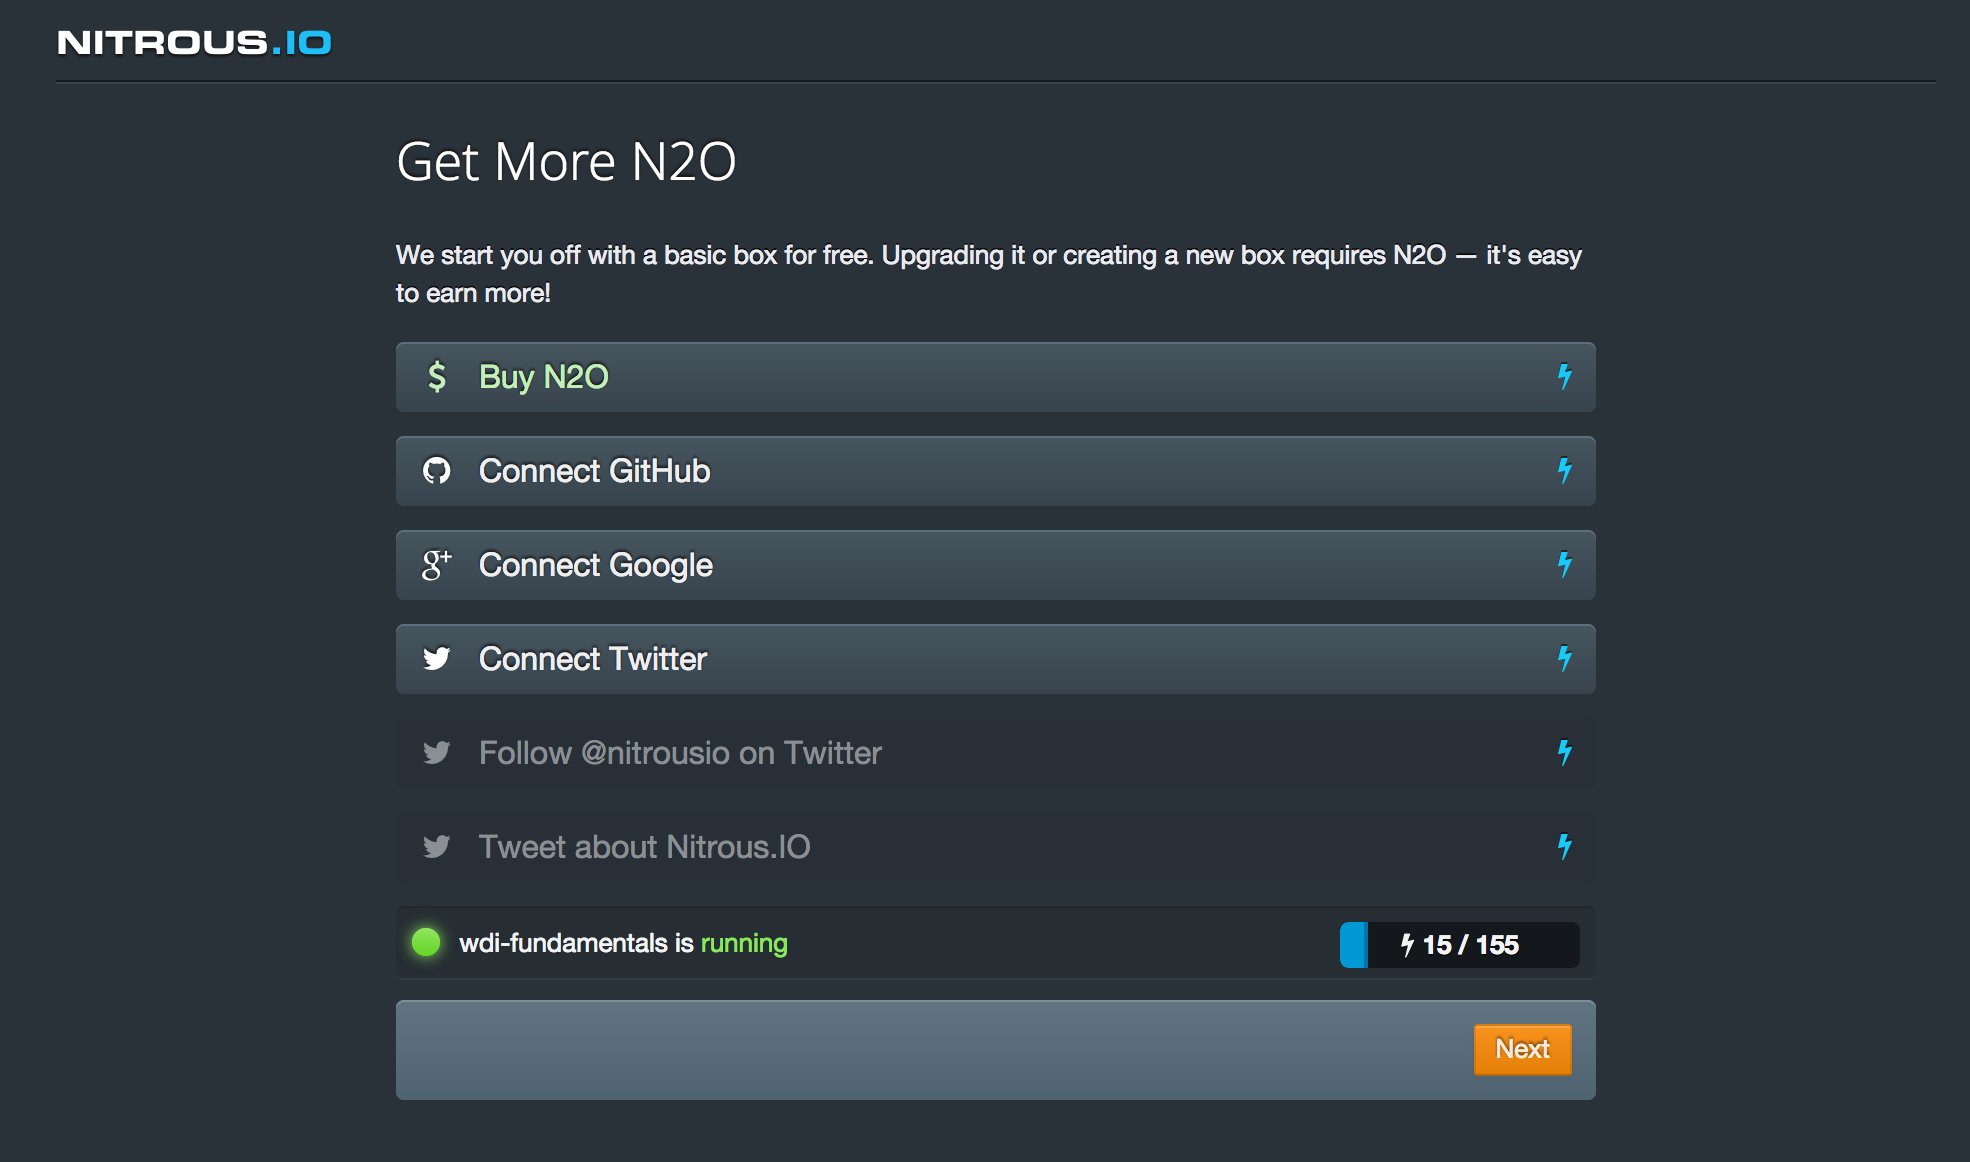 NITROUS.IO
Get More N2O
We start you off with a basic box for free. Upgrading it or creating a new box requires N2O — it's easy
to earn more!
$ Buy N2O
Connect GitHub
g+ Connect Google
Connect Twitter
Follow @nitrousio on Twitter
Tweet about Nitrous.IO
wdi-fundamentals is running 15 / 155
Next